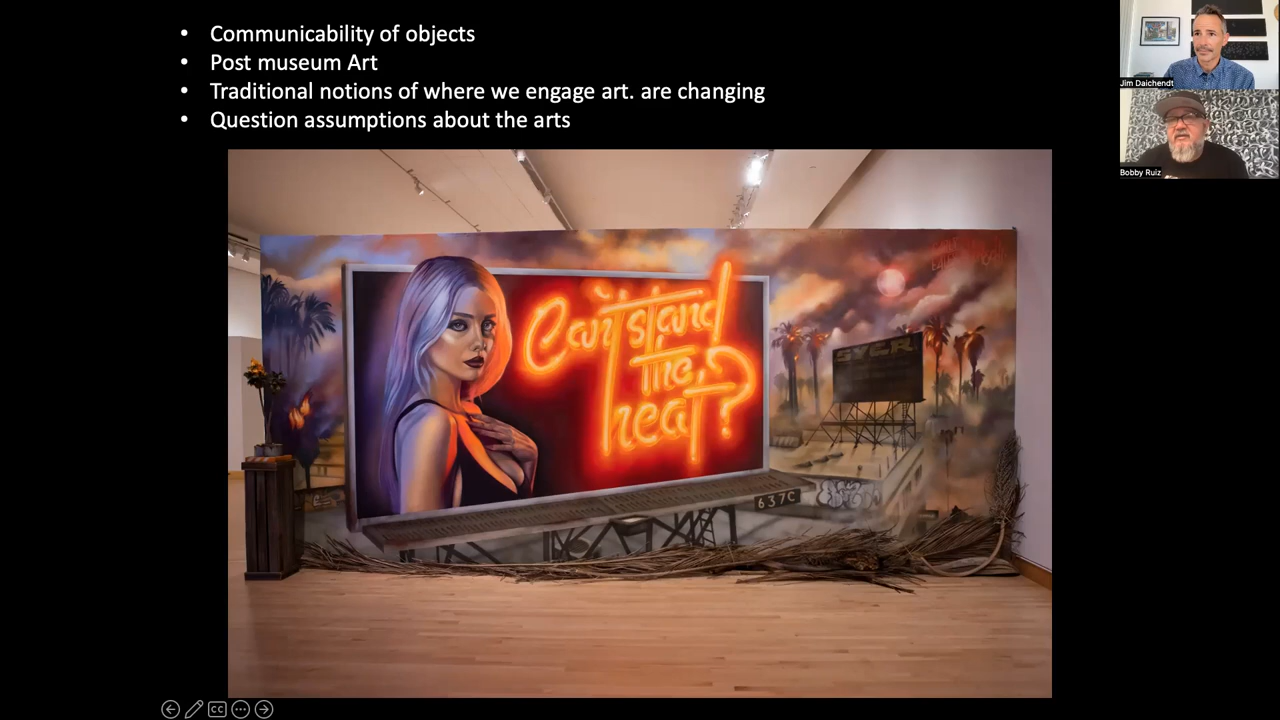 • Communicability of objects
• Post museum Art
• Traditional notions of where we engage art. are changing
• Question assumptions about the arts
Jim Daichendt
Bobby Ruiz
Can't stand
the
heat?
637C
CC